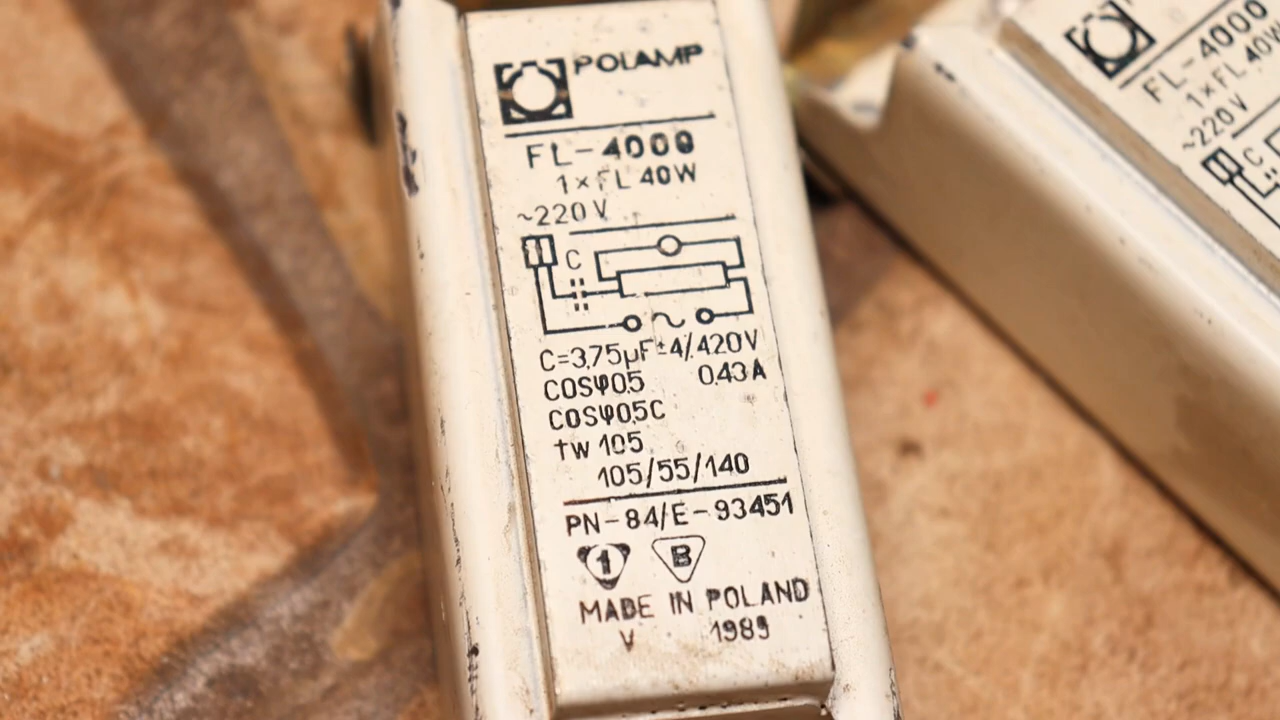 POLAMP
FL-4000
1×FL 40W
~220V
C
C=3,75µF±4/420V
COSφ0,5 0,43A
COSφ0,5C
tw 105
105/55/140
PN-84/E-93451
1 B
MADE IN POLAND
V 1989
FL-4000
1×FL 40W
~220V
C